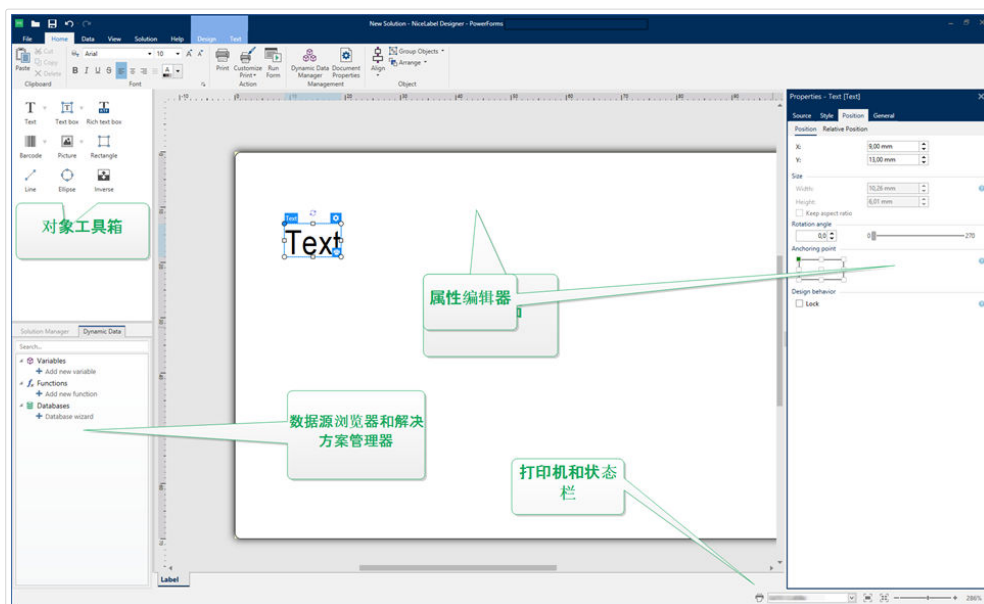 New Solution - NiceLabel Designer - PowerForms
File Home Data View Solution Help Design Text
Paste
Cut
Copy
Delete
Clipboard
Arial 10
B I U
Font
Print
Customize Print
Run Form
Action
Dynamic Data Manager
Document Properties
Management
Align
Group Objects
Arrange
Object
Text
Text box
Rich text box
Barcode
Picture
Rectangle
Line
Ellipse
Inverse
对象工具箱
Solution Manager
Dynamic Data
Search...
Variables
Add new variable
Functions
Add new function
Databases
Database wizard
Text
Text
属性编辑器
数据源浏览器和解决
方案管理器
打印机和状态
栏
Label
Properties - Text [Text]
Source Style Position General
Position Relative Position
X: 9,00 mm
Y: 13,00 mm
Size
Width: 10,26 mm
Height: 6,01 mm
Keep aspect ratio
Rotation angle
0,0 0 270
Anchoring point
Design behavior
Lock
286%